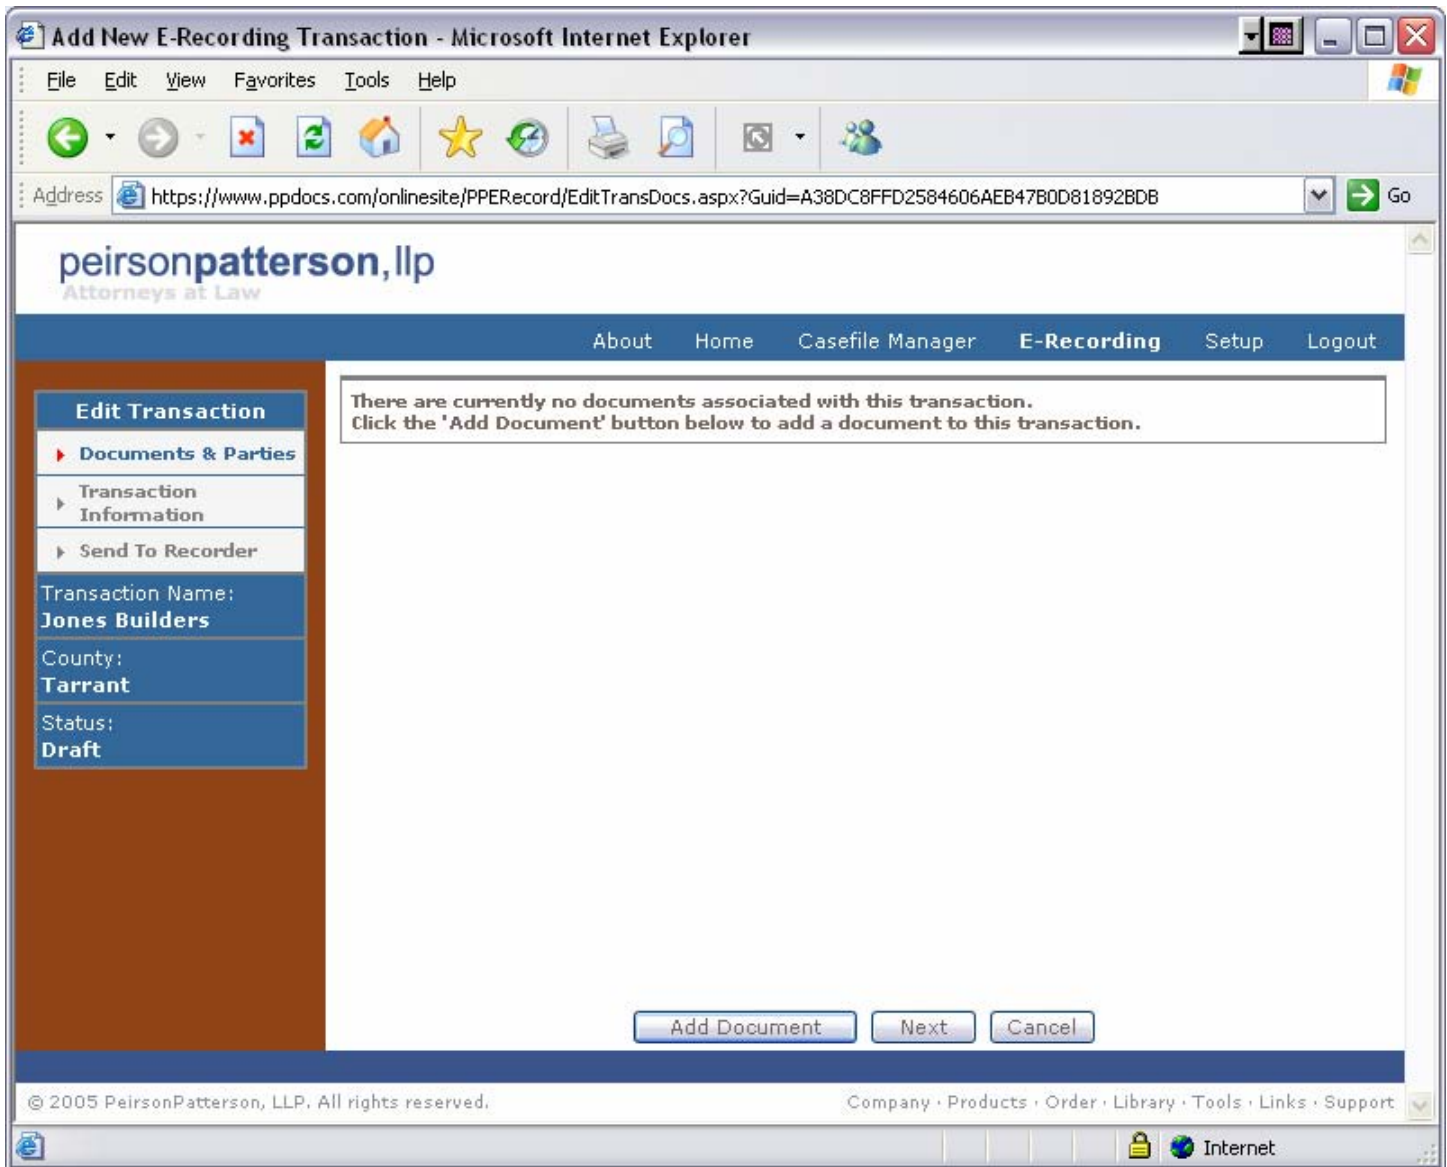 Add New E-Recording Transaction - Microsoft Internet Explorer
File Edit View Favorites Tools Help
Address https://www.ppdocs.com/onlinesite/PPERecord/EditTransDocs.aspx?Guid=A38DC8FFD2584606AEB47B0D81892BDB Go
peirsonpatterson,llp
Attorneys at Law
About Home Casefile Manager E-Recording Setup Logout
Edit Transaction
Documents & Parties
Transaction
Information
Send To Recorder
Transaction Name:
Jones Builders
County:
Tarrant
Status:
Draft
There are currently no documents associated with this transaction.
Click the 'Add Document' button below to add a document to this transaction.
Add Document Next Cancel
© 2005 PeirsonPatterson, LLP. All rights reserved.
Company · Products · Order · Library · Tools · Links · Support
Internet